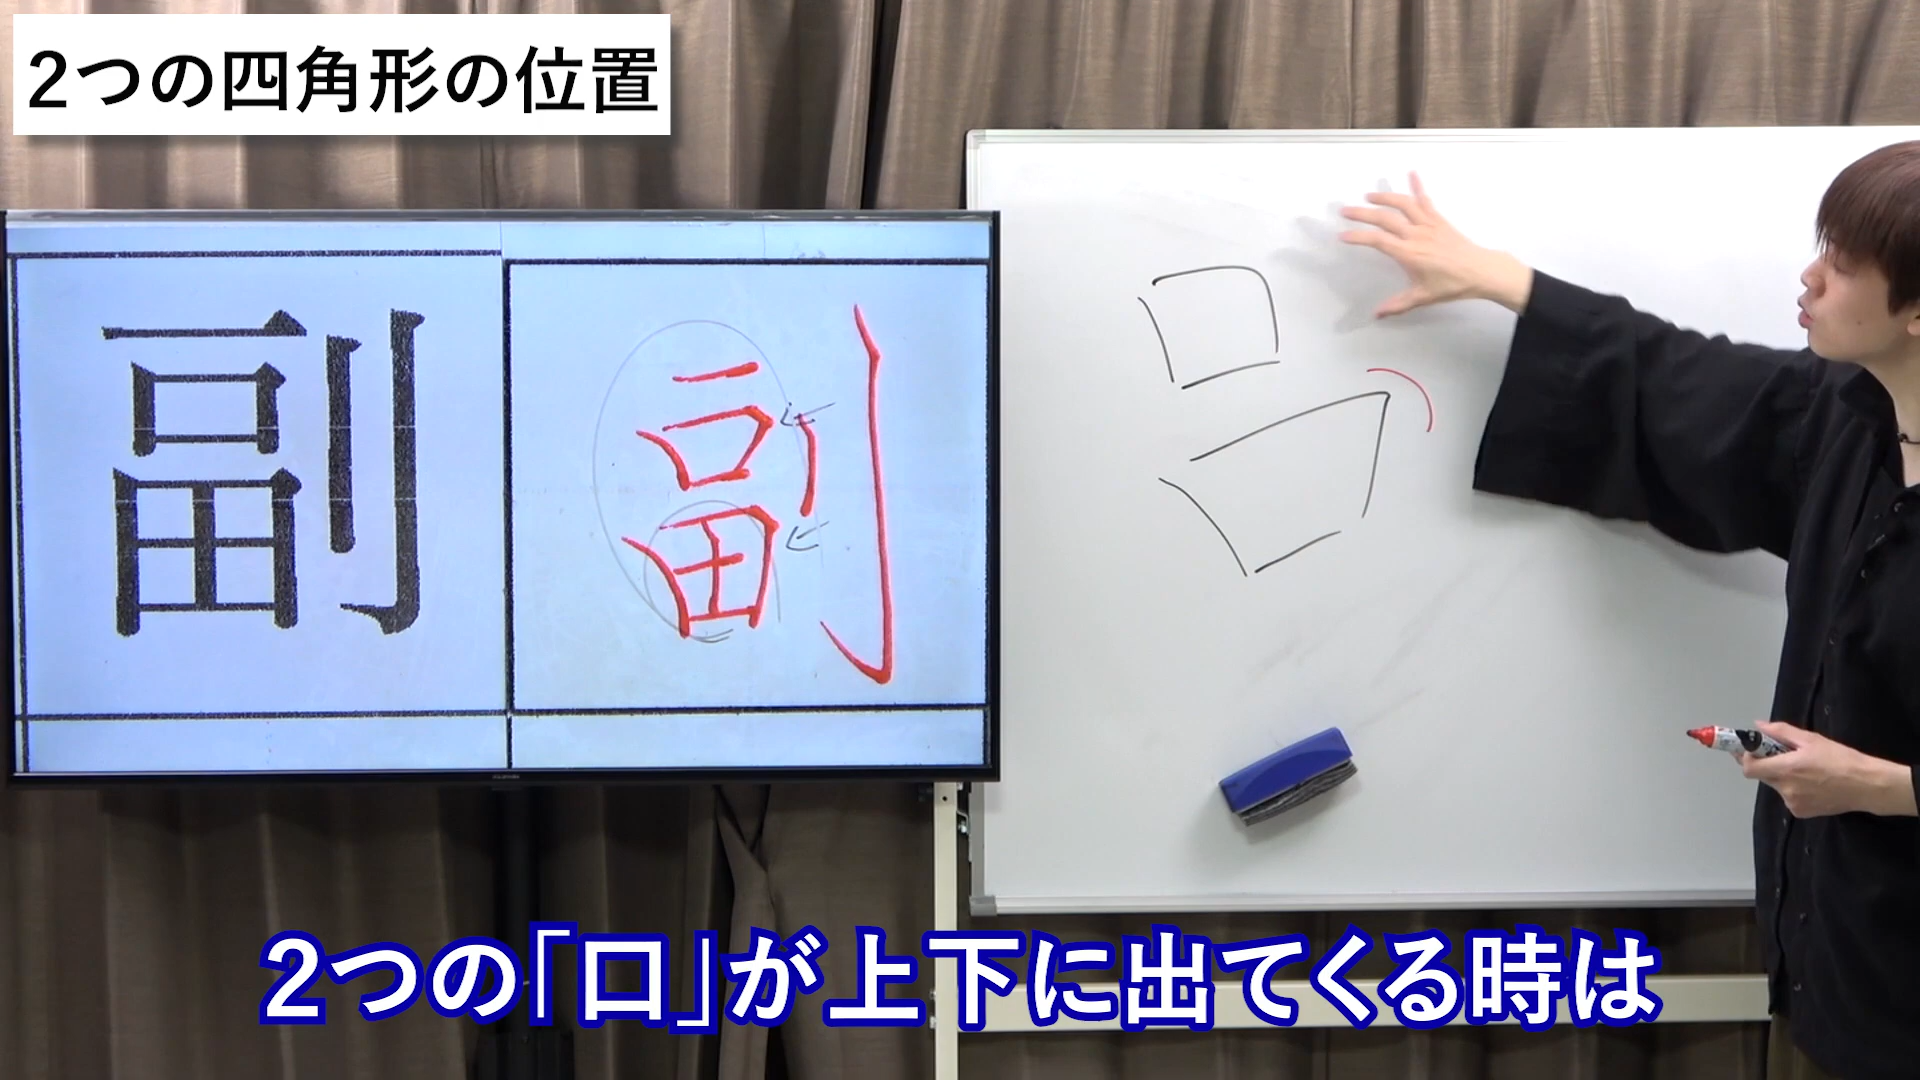 2つの四角形の位置
副 副
2つの「口」が上下に出てくる時は